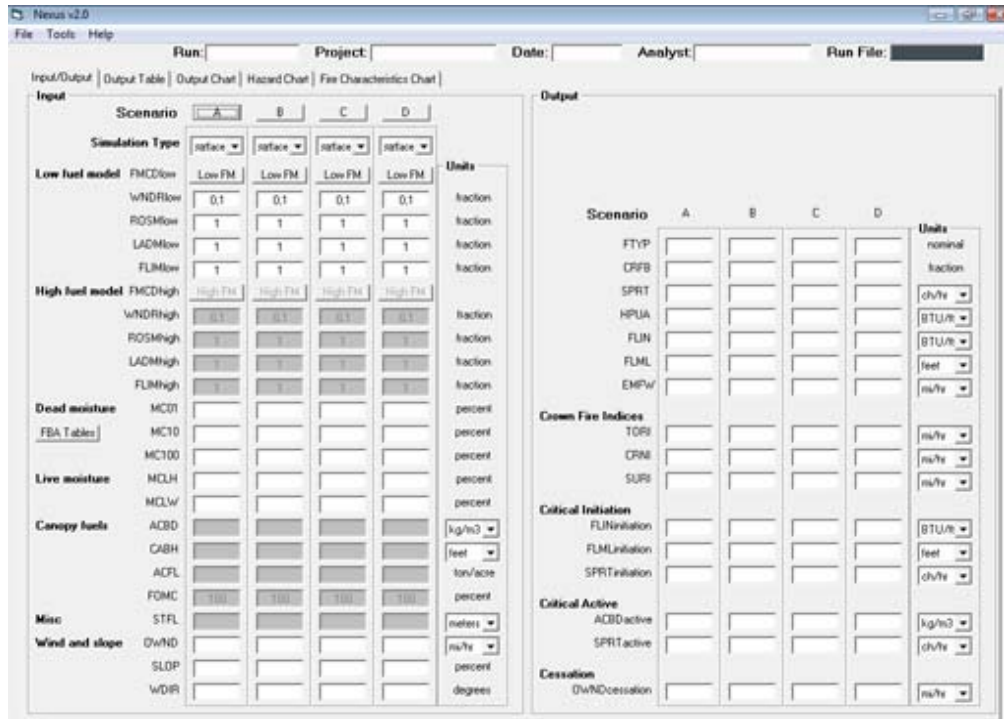 Nexus v2.0
File Tools Help
Run: Project: Date: Analyst: Run File:
Input/Output Output Table Output Chart Hazard Chart Fire Characteristics Chart
Input
Scenario A B C D
Simulation Type surface surface surface surface
Units
Low fuel model FMCDlow Low FM Low FM Low FM Low FM
WNDRlow 0,1 0,1 0,1 0,1 fraction
ROSMlow 1 1 1 1 fraction
LADMlow 1 1 1 1 fraction
FLIMlow 1 1 1 1 fraction
High fuel model FMCDhigh High FM High FM High FM High FM
WNDRhigh 0,1 0,1 0,1 0,1 fraction
ROSMhigh 1 1 1 1 fraction
LADMhigh 1 1 1 1 fraction
FLIMhigh 1 1 1 1 fraction
Dead moisture MC01 percent
FBA Tables MC10 percent
MC100 percent
Live moisture MCLH percent
MCLW percent
Canopy fuels ACBD kg/m3
CABH feet
ACFL ton/acre
FOMC 100 100 100 100 percent
Misc STFL meters
Wind and slope OWND mi/hr
SLOP percent
WDIR degrees
Output
Scenario A B C D
Units
FTYP nominal
CRFB fraction
SPRT ch/hr
HPUA BTU/ft
FLIN BTU/ft
FLML feet
EMFW mi/hr
Crown Fire Indices
TORI mi/hr
CRNI mi/hr
SURI mi/hr
Critical Initiation
FLINinitiation BTU/ft
FLMLinitiation feet
SPRTinitiation ch/hr
Critical Active
ACBDactive kg/m3
SPRTactive ch/hr
Cessation
OWNDcessation mi/hr